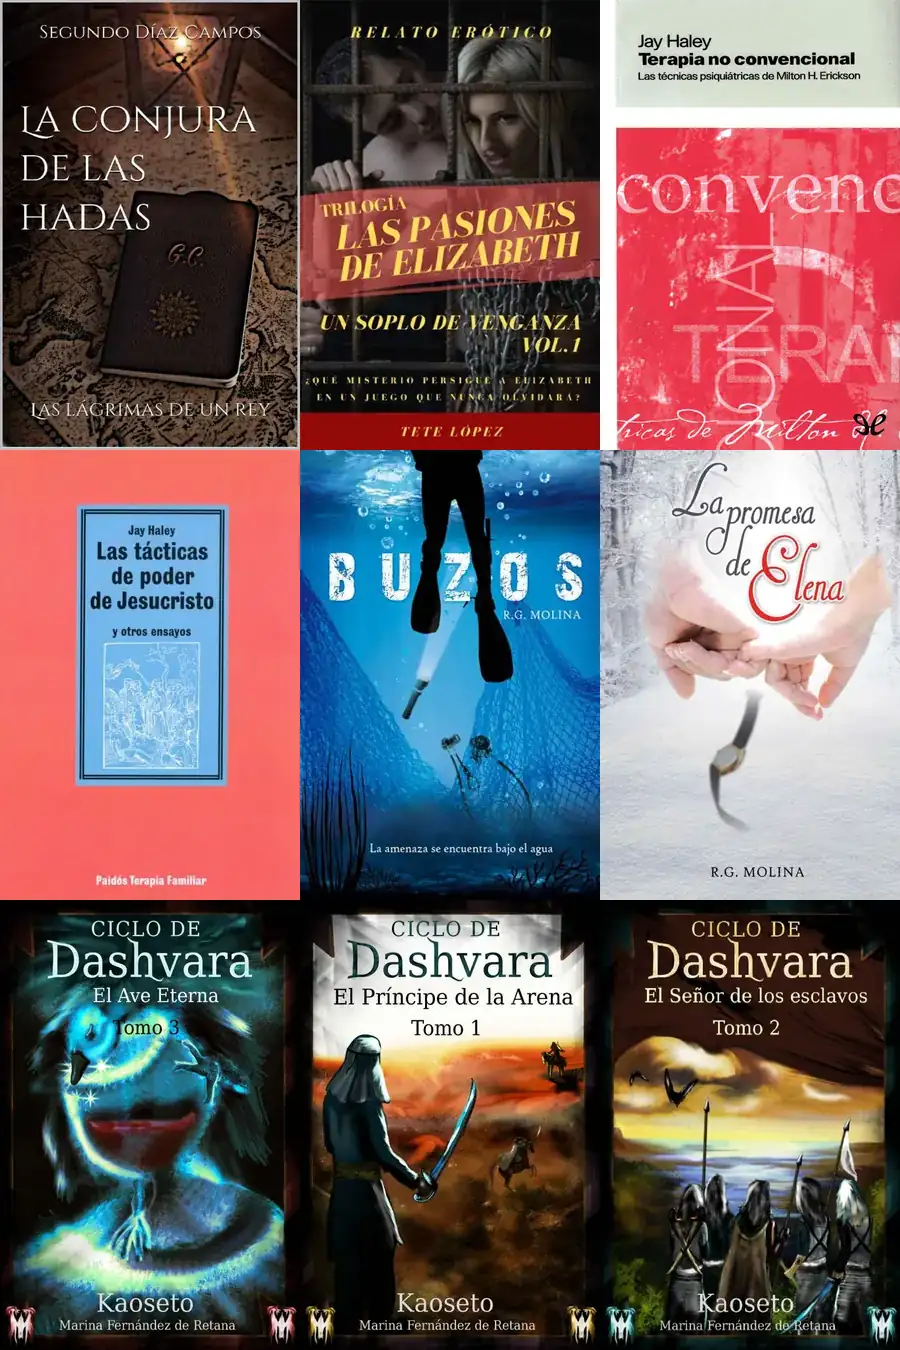 Segundo Díaz Campos
La conjura
de las
hadas
G.C.
Las lágrimas de un rey
RELATO ERÓTICO
TRILOGÍA
LAS PASIONES
DE ELIZABETH
UN SOPLO DE VENGANZA
VOL.1
¿QUÉ MISTERIO PERSIGUE A ELIZABETH
EN UN JUEGO QUE NUNCA OLVIDARÁ?
TETE LÓPEZ
Jay Haley
Terapia no convencional
Las técnicas psiquiátricas de Milton H. Erickson
convenc
ONAL
TERA
tricas de Milton
Jay Haley
Las tácticas
de poder
de Jesucristo
y otros ensayos
Paidós Terapia Familiar
BUZOS
R.G. MOLINA
La amenaza se encuentra bajo el agua
La
promesa
de
Elena
R.G. MOLINA
CICLO DE
Dashvara
El Ave Eterna
Tomo 3
Kaoseto
Marina Fernández de Retana
CICLO DE
Dashvara
El Príncipe de la Arena
Tomo 1
Kaoseto
Marina Fernández de Retana
CICLO DE
Dashvara
El Señor de los esclavos
Tomo 2
Kaoseto
Marina Fernández de Retana